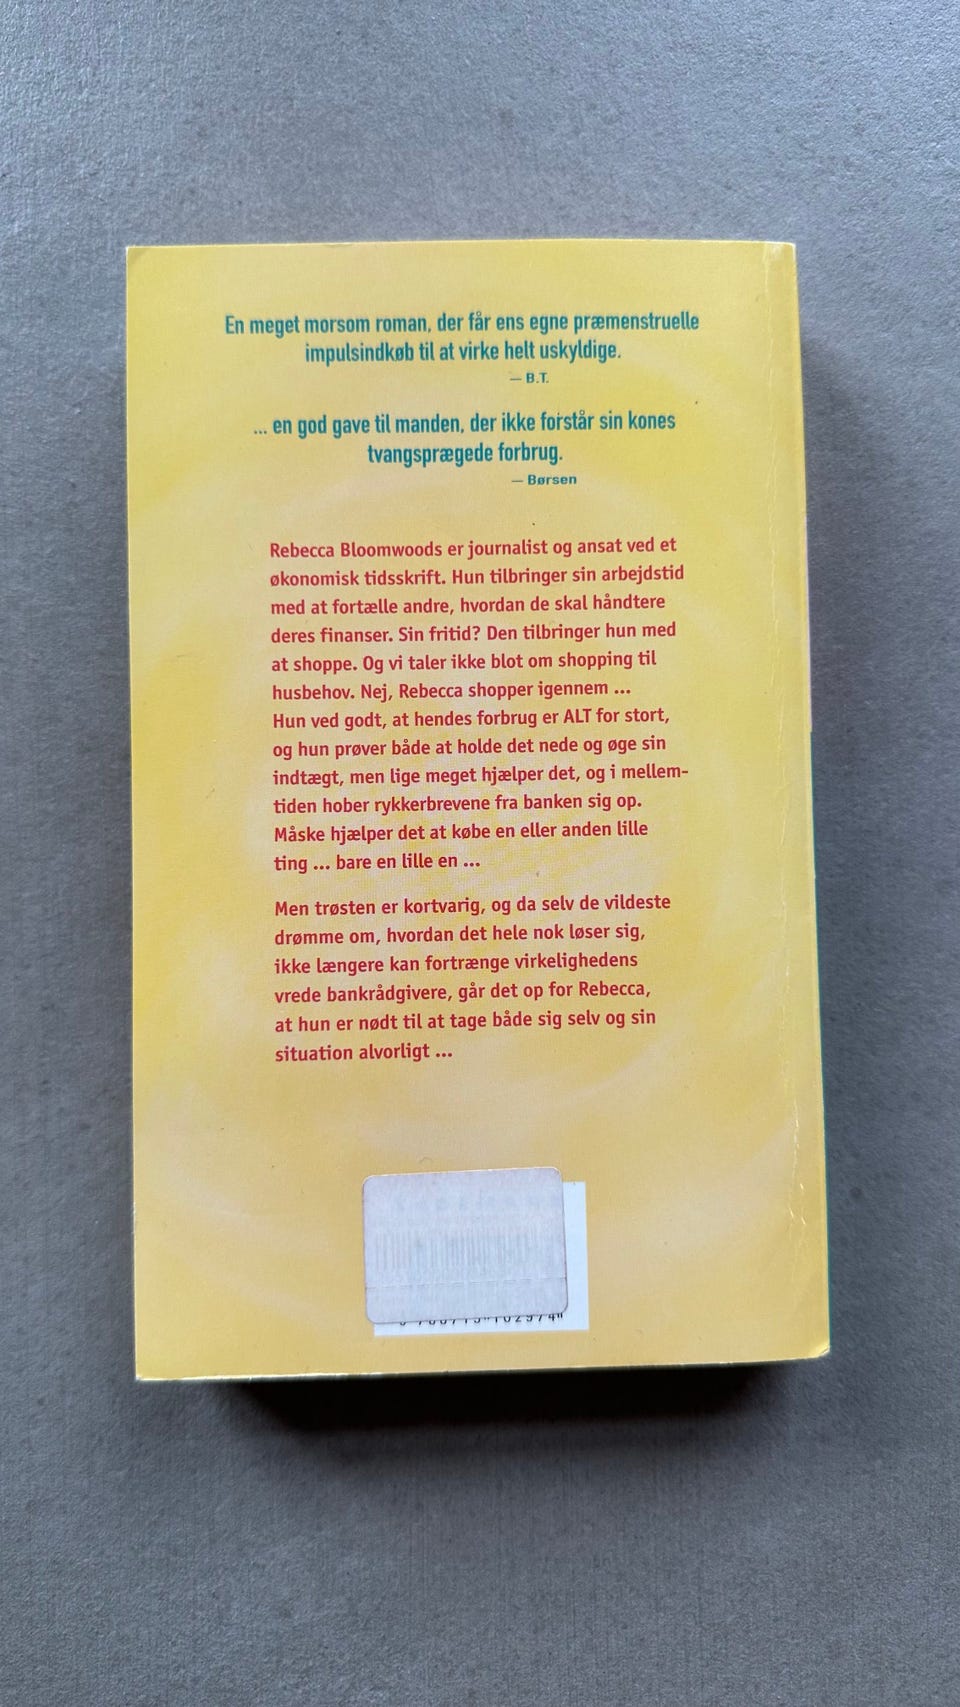 En meget morsom roman, der får ens egne præmenstruelle
impulsindkøb til at virke helt uskyldige.
— B.T.
... en god gave til manden, der ikke forstår sin kones
tvangsprægede forbrug.
— Børsen
Rebecca Bloomwoods er journalist og ansat ved et
økonomisk tidsskrift. Hun tilbringer sin arbejdstid
med at fortælle andre, hvordan de skal håndtere
deres finanser. Sin fritid? Den tilbringer hun med
at shoppe. Og vi taler ikke blot om shopping til
husbehov. Nej, Rebecca shopper igennem ...
Hun ved godt, at hendes forbrug er ALT for stort,
og hun prøver både at holde det nede og øge sin
indtægt, men lige meget hjælper det, og i mellem-
tiden hober rykkerbrevene fra banken sig op.
Måske hjælper det at købe en eller anden lille
ting ... bare en lille en ...
Men trøsten er kortvarig, og da selv de vildeste
drømme om, hvordan det hele nok løser sig,
ikke længere kan fortrænge virkelighedens
vrede bankrådgivere, går det op for Rebecca,
at hun er nødt til at tage både sig selv og sin
situation alvorligt ...